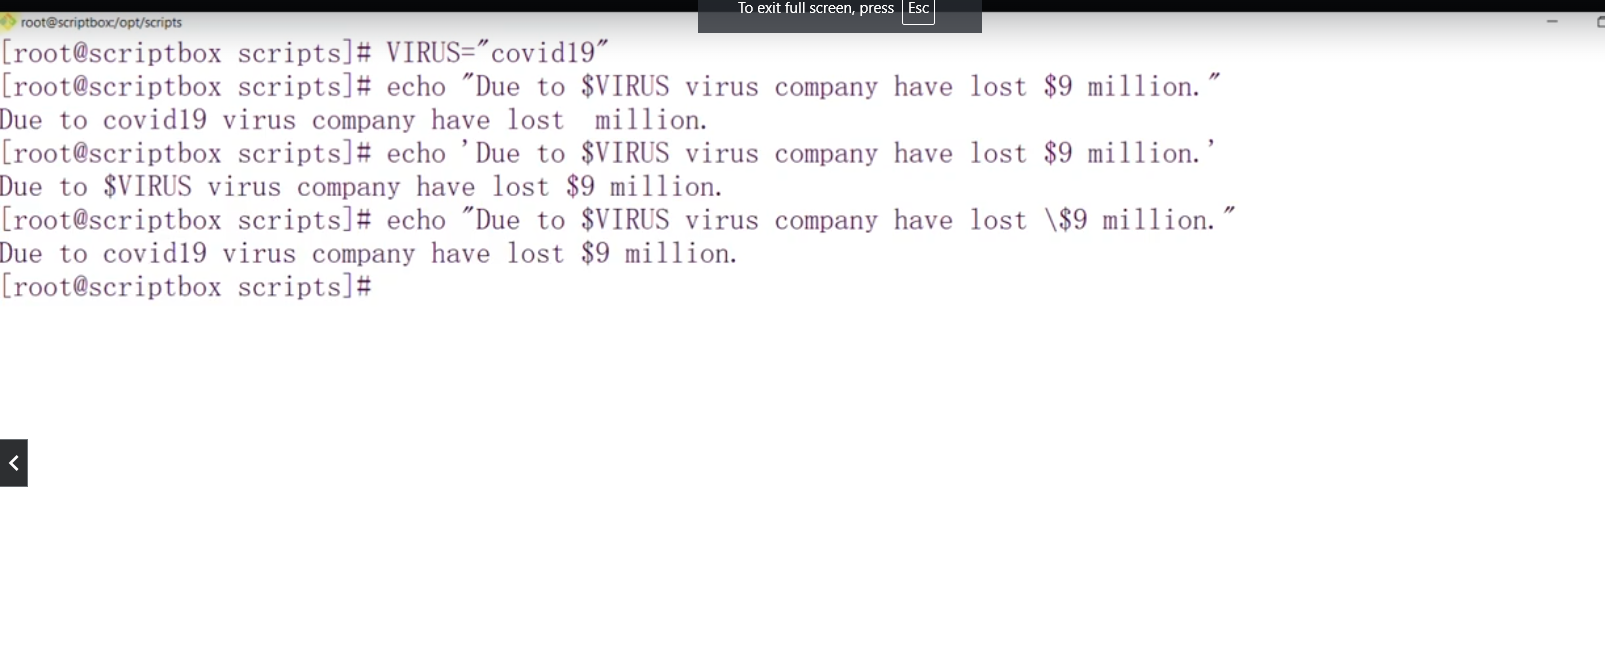 To exit full screen, press Esc
root@scriptbox:/opt/scripts
[root@scriptbox scripts]# VIRUS="covid19"
[root@scriptbox scripts]# echo "Due to $VIRUS virus company have lost $9 million."
Due to covid19 virus company have lost  million.
[root@scriptbox scripts]# echo 'Due to $VIRUS virus company have lost $9 million.'
Due to $VIRUS virus company have lost $9 million.
[root@scriptbox scripts]# echo "Due to $VIRUS virus company have lost \$9 million."
Due to covid19 virus company have lost $9 million.
[root@scriptbox scripts]#